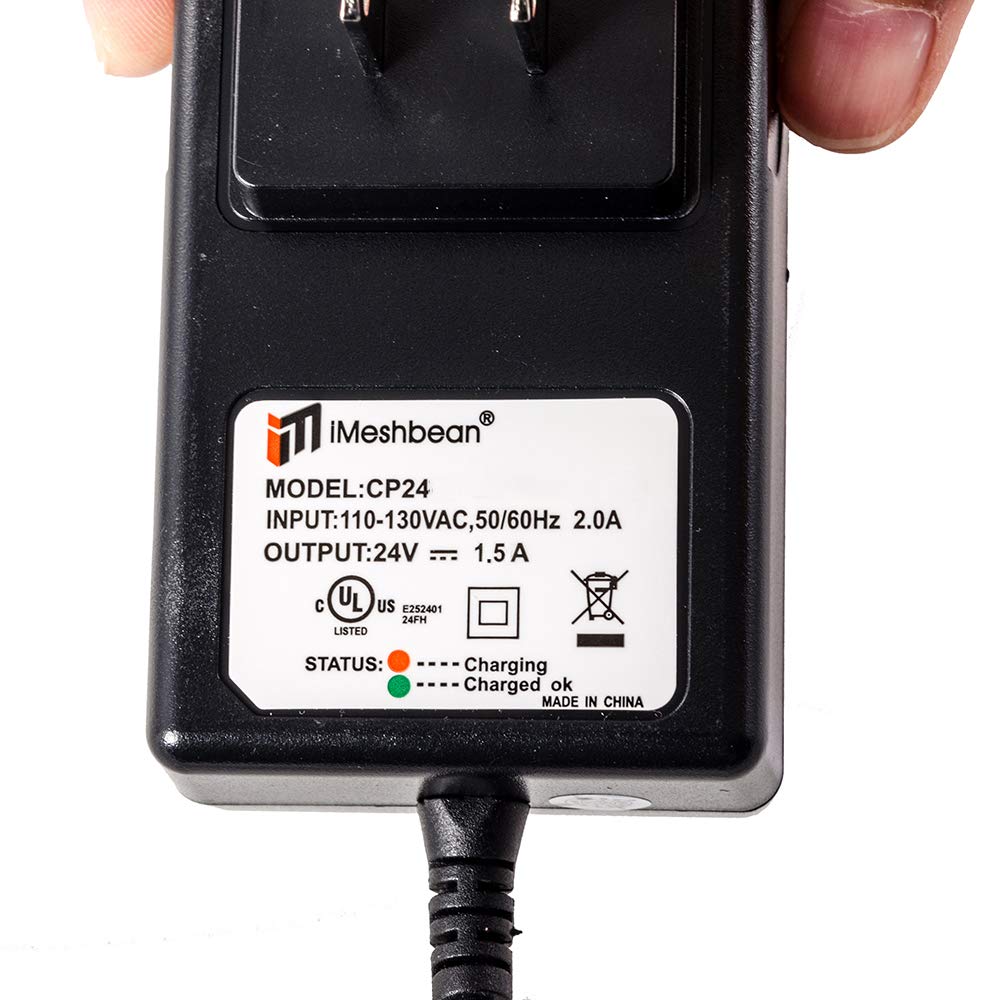 iMeshbean®
MODEL:CP24
INPUT:110-130VAC,50/60Hz 2.0A
OUTPUT:24V ⎓ 1.5 A
C UL US E252401
LISTED 24FH
STATUS: ---- Charging
---- Charged ok
MADE IN CHINA